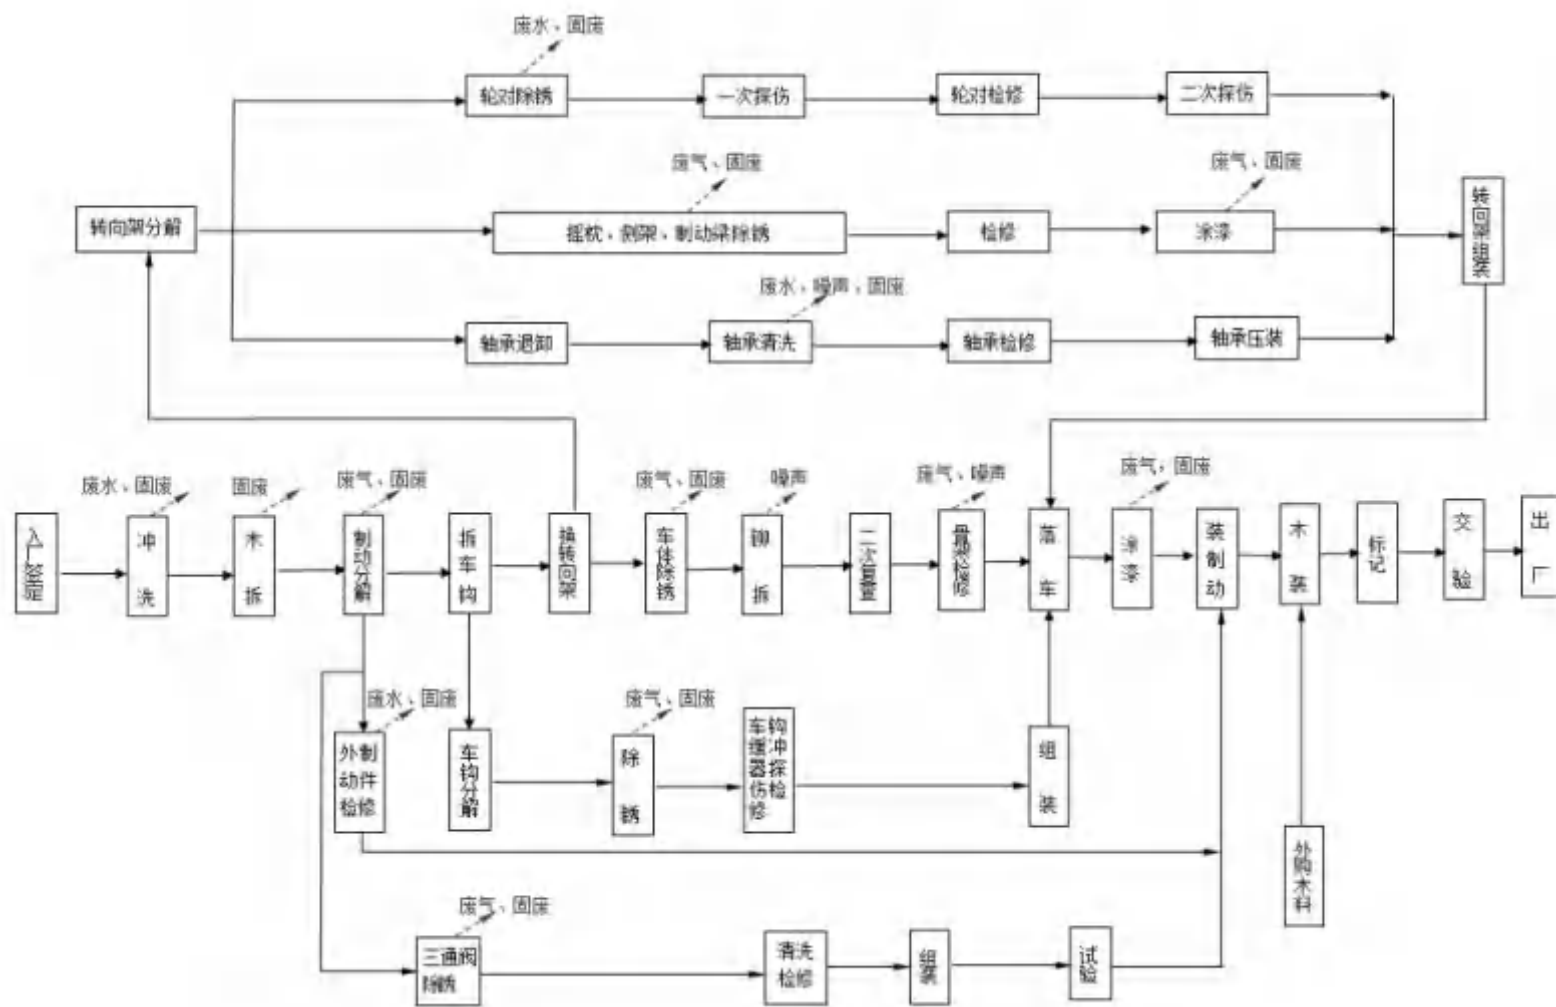 废水、固废
轮对除锈
一次探伤
轮对检修
二次探伤
废气、固废
废气、固废
转向架分解
摇枕、侧架、制动梁除锈
检修
涂漆
转向架组装
废水，噪声，固废
轴承退卸
轴承清洗
轴承检修
轴承压装
废水、固废
固废
废气、固废
废气、固废
噪声
废气、噪声
废气，固废
冲洗
木拆
制动分解
拆车钩
换转向架
车体除锈
铆拆
二次复查
落车
涂漆
装制动
木装
标记
交验
出厂
废水、固废
废气、固废
外制动件检修
车钩分解
除锈
车钩缓冲器探伤检修
组装
外购木料
废气、固废
三通阀
除锈
清洗
检修
组装
试验